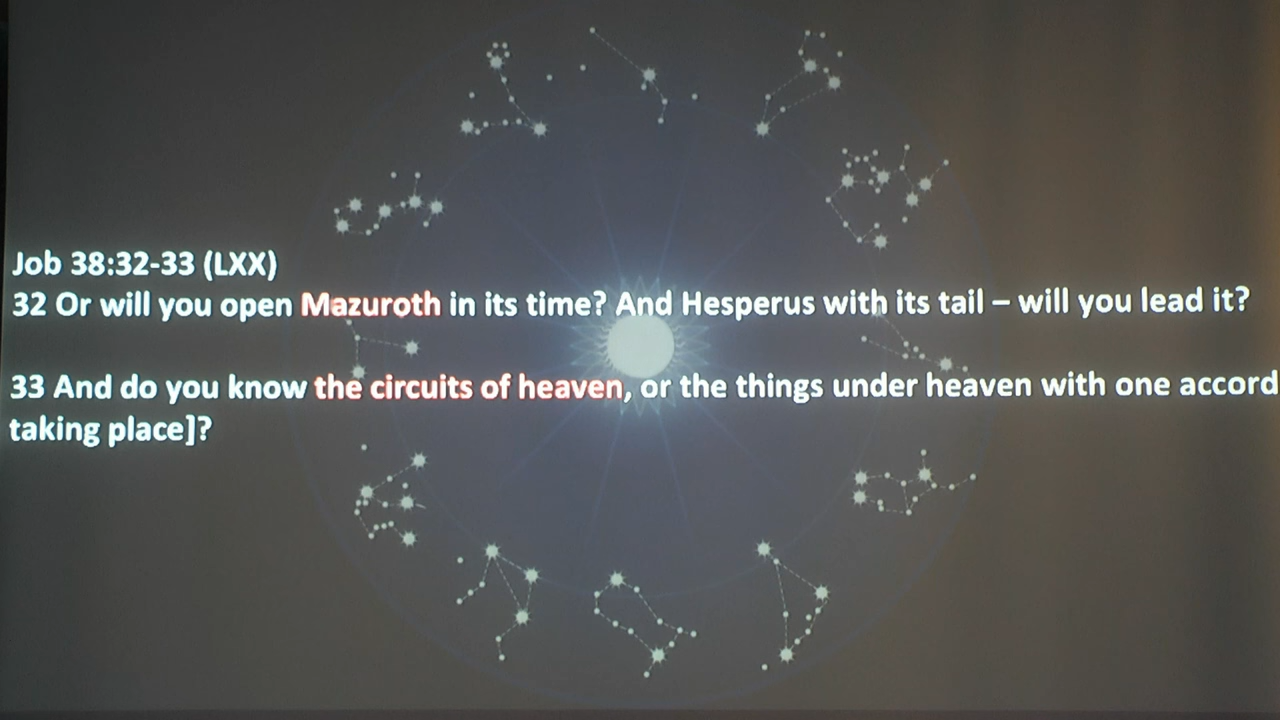 Job 38:32-33 (LXX)
32 Or will you open Mazuroth in its time? And Hesperus with its tail – will you lead it?
33 And do you know the circuits of heaven, or the things under heaven with one accord
taking place]?